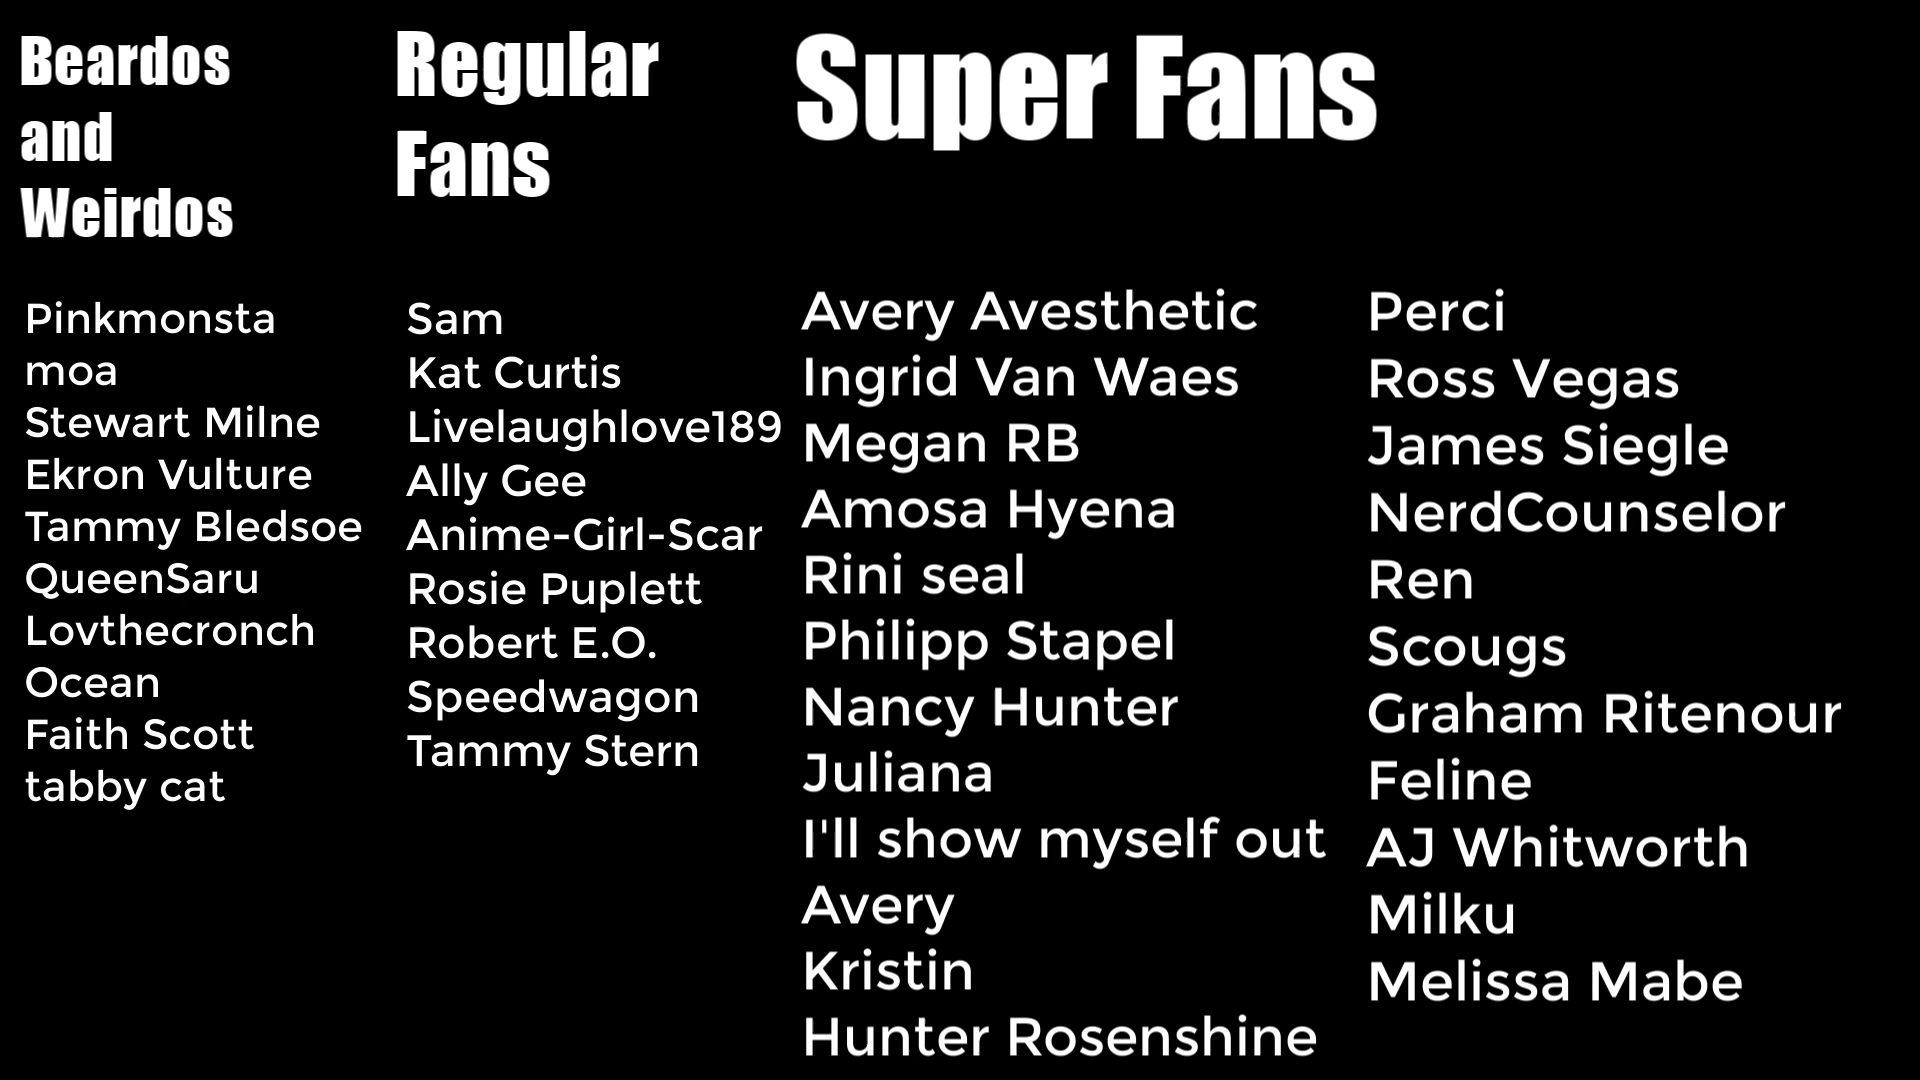 Beardos
and
Weirdos
Pinkmonsta
moa
Stewart Milne
Ekron Vulture
Tammy Bledsoe
QueenSaru
Lovthecronch
Ocean
Faith Scott
tabby cat
Regular
Fans
Sam
Kat Curtis
Livelaughlove189
Ally Gee
Anime-Girl-Scar
Rosie Puplett
Robert E.O.
Speedwagon
Tammy Stern
Super Fans
Avery Avesthetic
Ingrid Van Waes
Megan RB
Amosa Hyena
Rini seal
Philipp Stapel
Nancy Hunter
Juliana
I'll show myself out
Avery
Kristin
Hunter Rosenshine
Perci
Ross Vegas
James Siegle
NerdCounselor
Ren
Scougs
Graham Ritenour
Feline
AJ Whitworth
Milku
Melissa Mabe